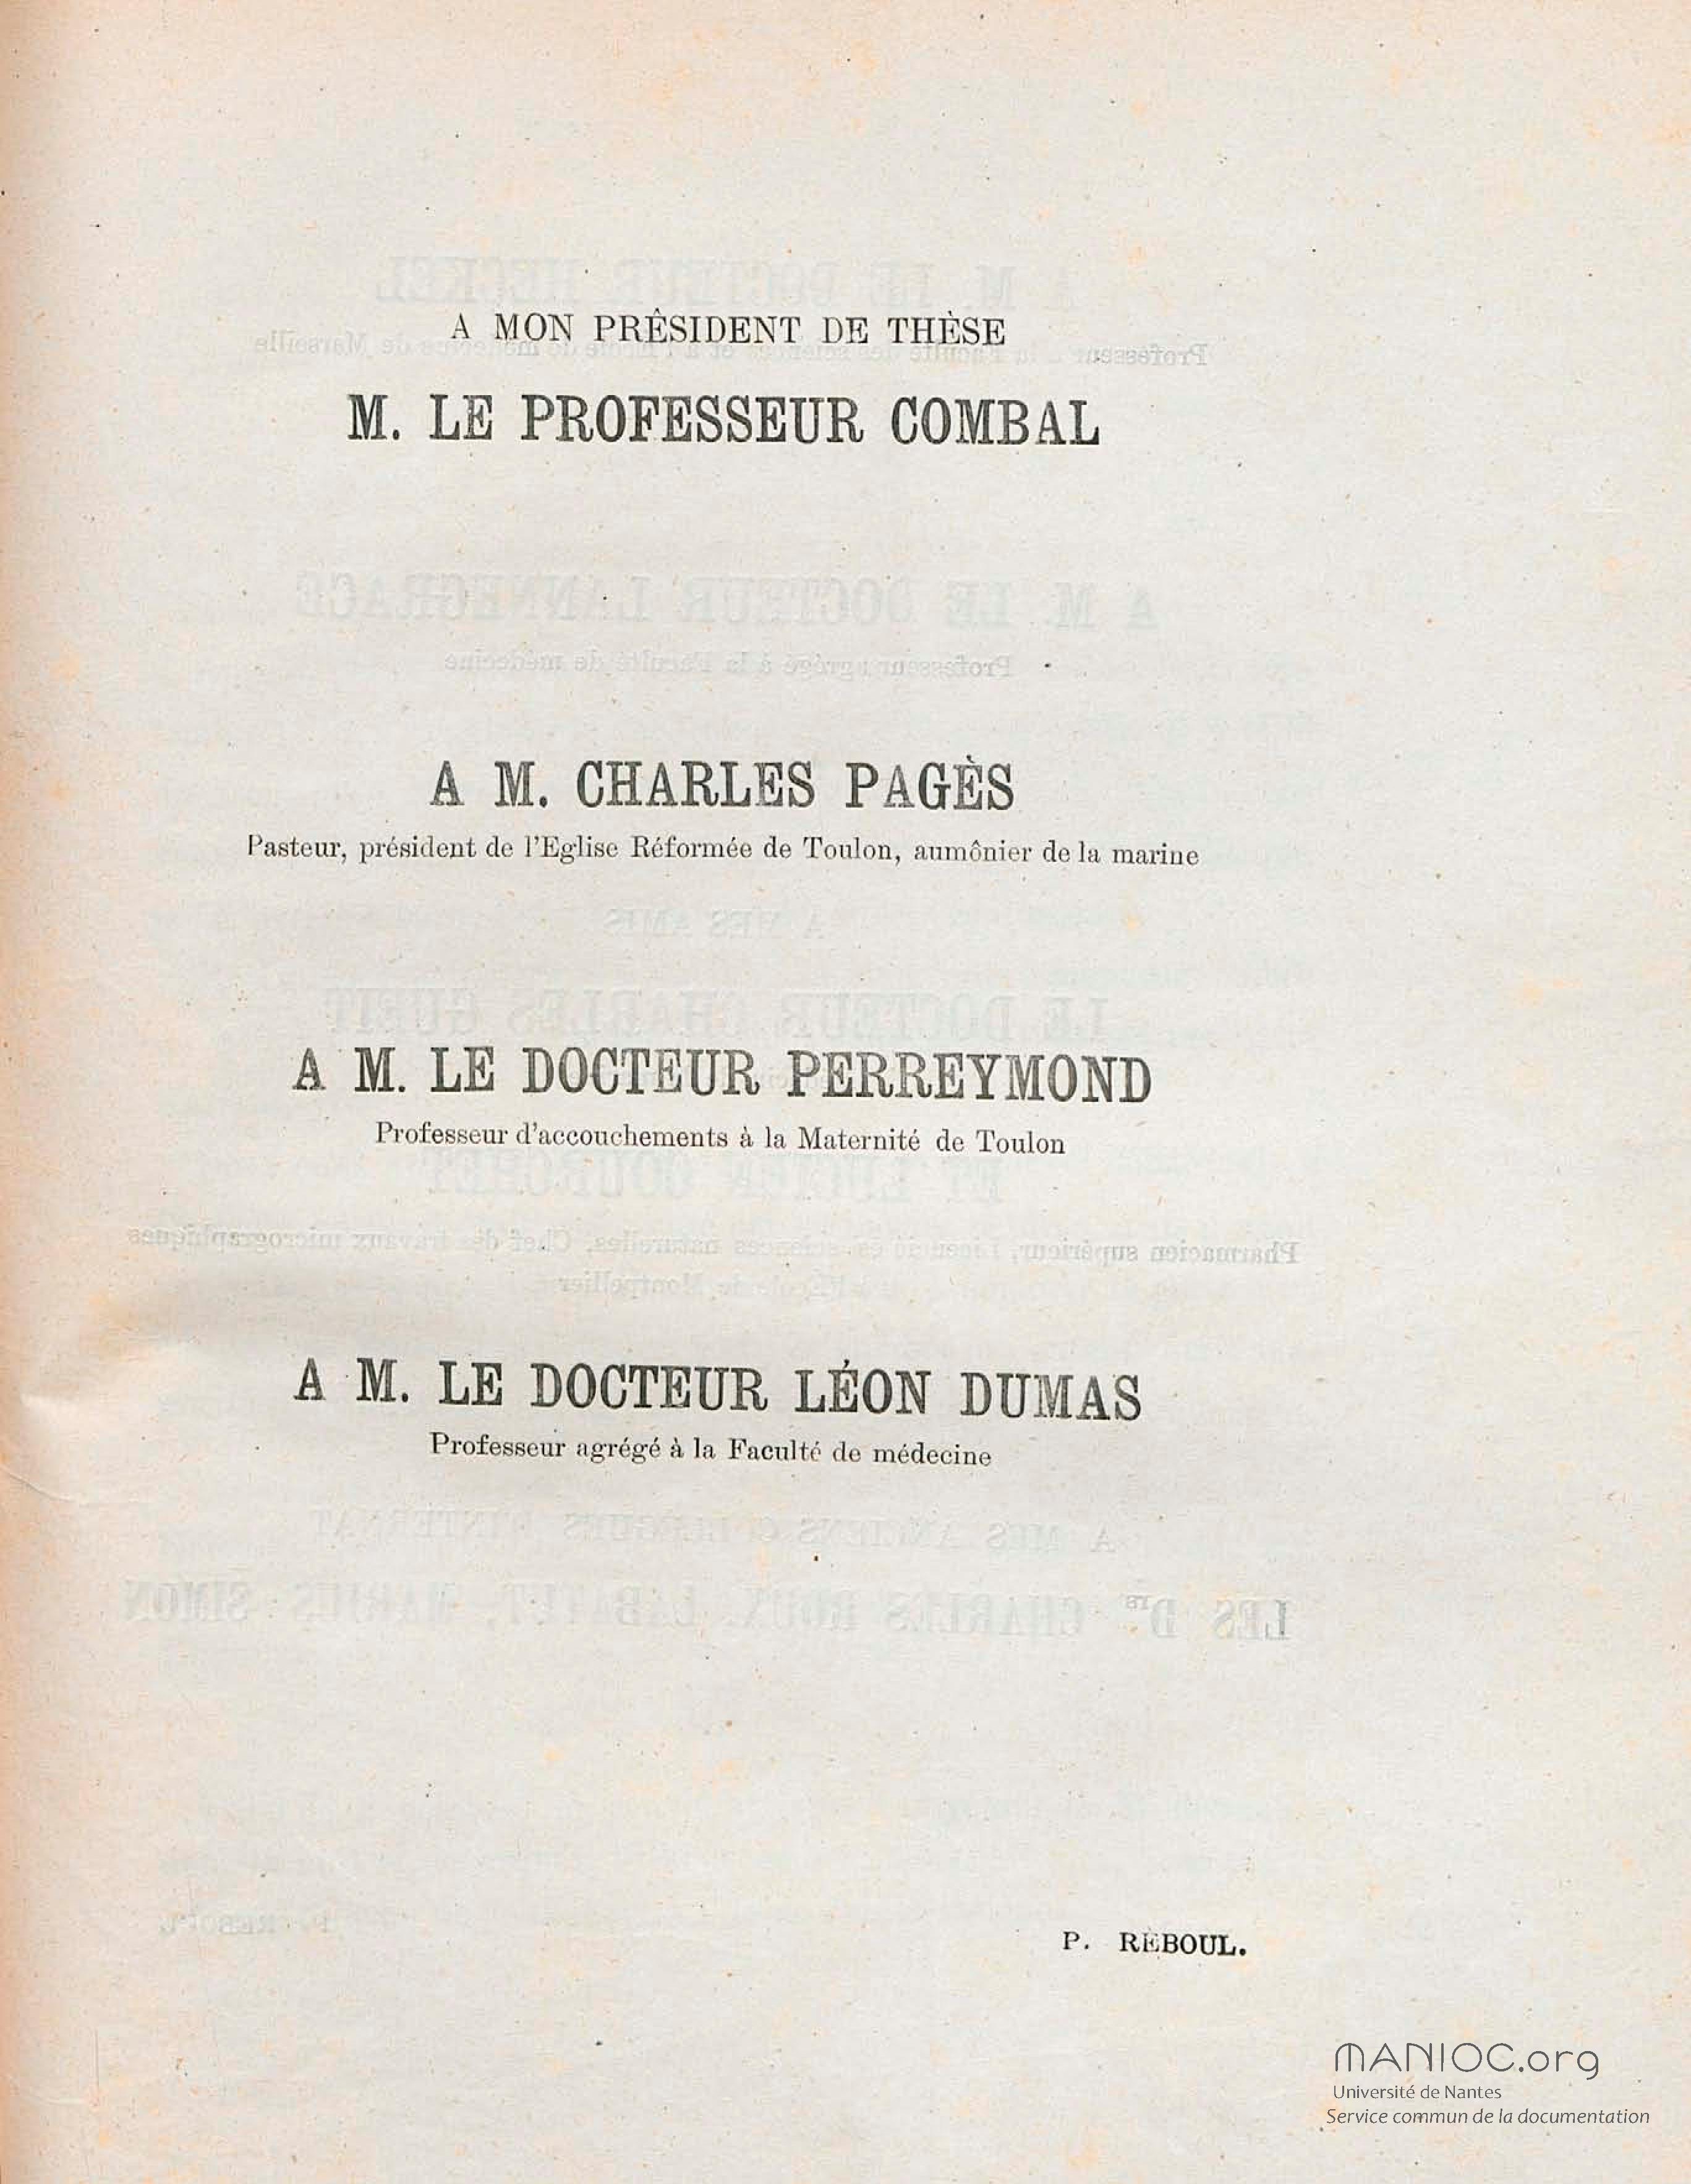 A MON PRÉSIDENT DE THÈSE
M. LE PROFESSEUR COMBAL
A M. CHARLES PAGÈS
Pasteur, président de l'Eglise Réformée de Toulon, aumônier de la marine
A M. LE DOCTEUR PERREYMOND
Professeur d'accouchements à la Maternité de Toulon
A M. LE DOCTEUR LÉON DUMAS
Professeur agrégé à la Faculté de médecine
P. REBOUL.
MANIOC.org
Université de Nantes
Service commun de la documentation